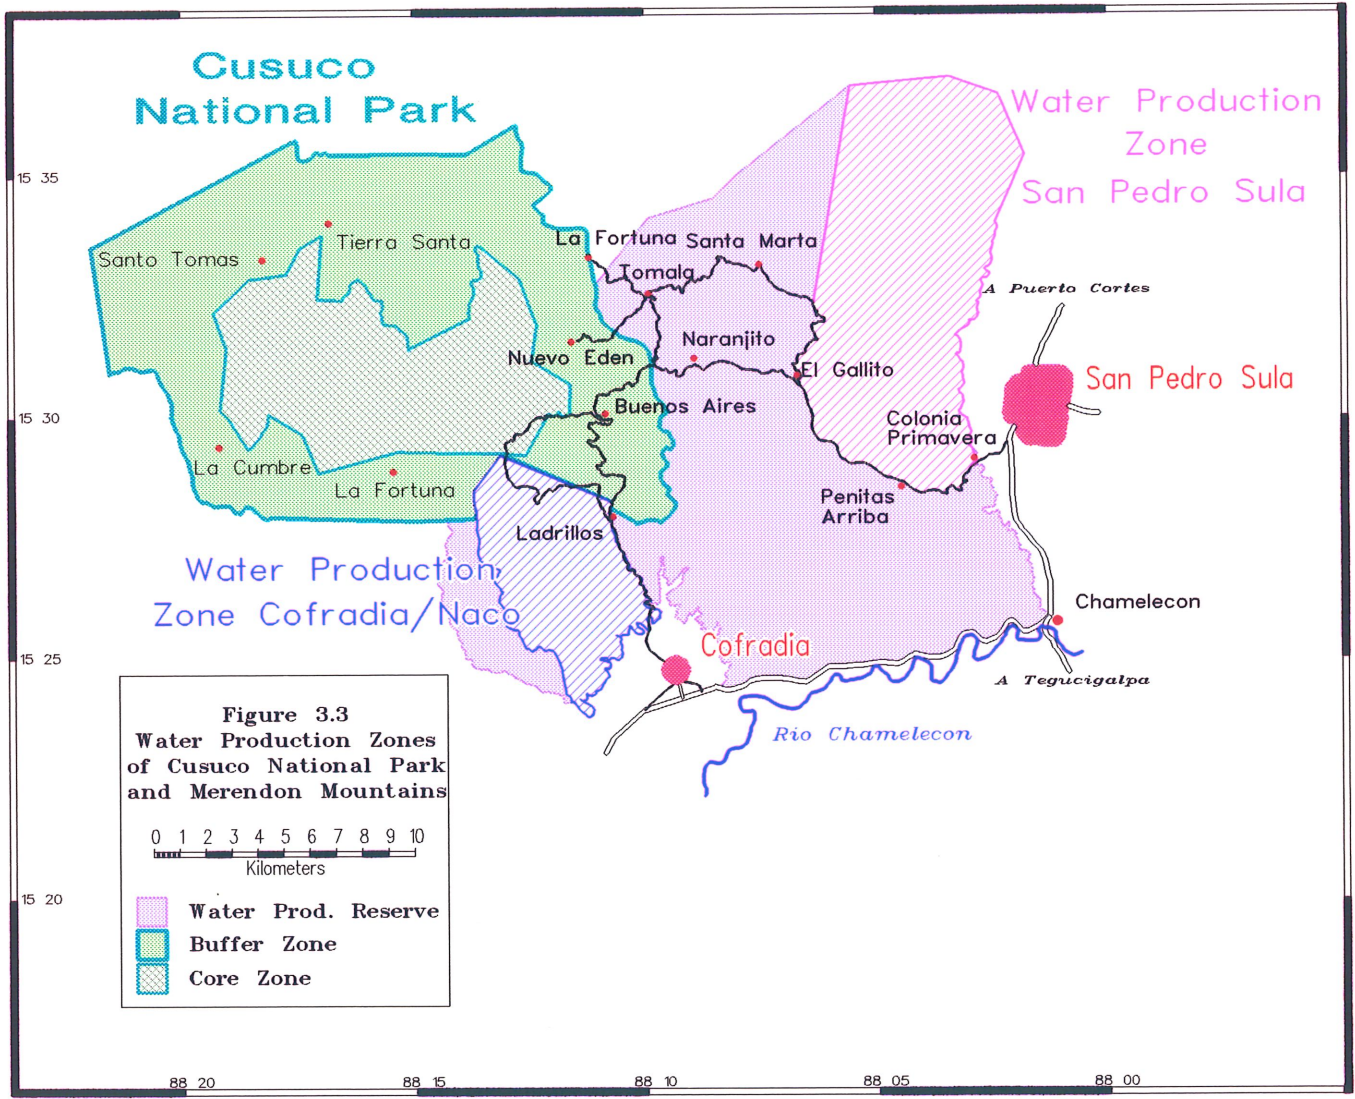 Cusuco
National Park
Water Production
Zone
San Pedro Sula
15 35
Santo Tomas
Tierra Santa
La Fortuna
Santa Marta
Tomala
A Puerto Cortes
Nuevo Eden
Naranjito
El Gallito
San Pedro Sula
15 30
Buenos Aires
Colonia
Primavera
La Cumbre
La Fortuna
Penitas
Arriba
Ladrillos
Water Production
Zone Cofradia/Naco
Chamelecon
Cofradia
15 25
A Tegucigalpa
Rio Chamelecon
Figure 3.3
Water Production Zones
of Cusuco National Park
and Merendon Mountains
0 1 2 3 4 5 6 7 8 9 10
Kilometers
15 20
Water Prod. Reserve
Buffer Zone
Core Zone
88 20
88 15
88 10
88 05
88 00